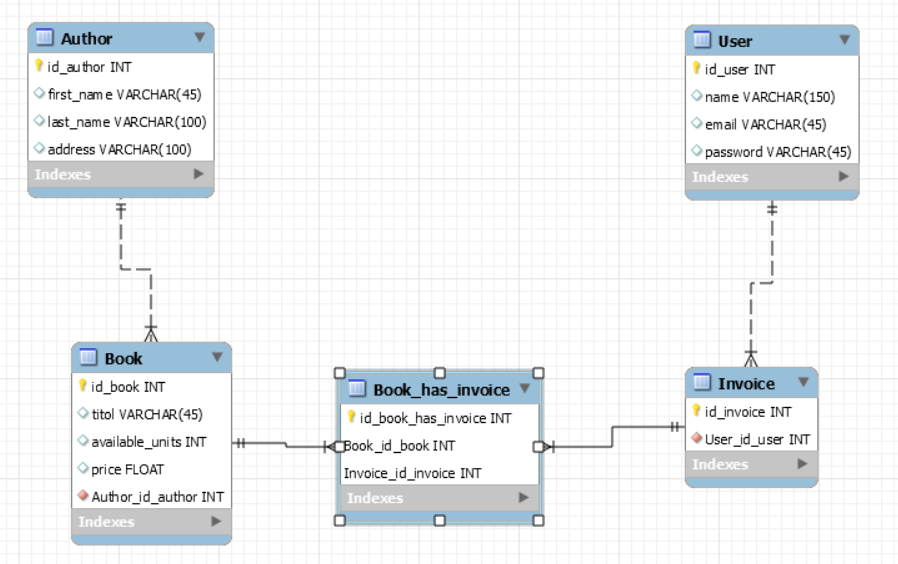 Author
id_author INT
first_name VARCHAR(45)
last_name VARCHAR(100)
address VARCHAR(100)
Indexes
User
id_user INT
name VARCHAR(150)
email VARCHAR(45)
password VARCHAR(45)
Indexes
Book
id_book INT
titol VARCHAR(45)
available_units INT
price FLOAT
Author_id_author INT
Indexes
Book_has_invoice
id_book_has_invoice INT
Book_id_book INT
Invoice_id_invoice INT
Indexes
Invoice
id_invoice INT
User_id_user INT
Indexes